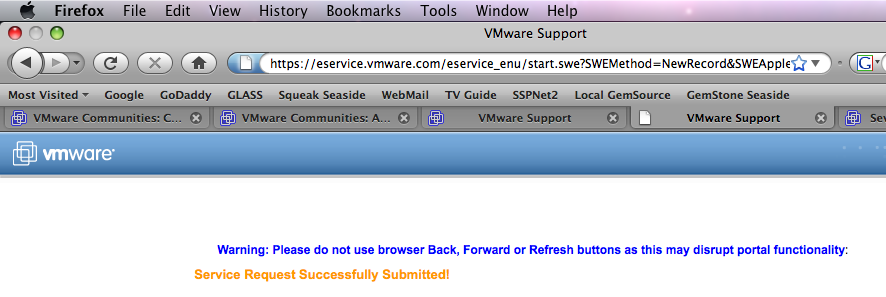 Firefox File Edit View History Bookmarks Tools Window Help
VMware Support
https://eservice.vmware.com/eservice_enu/start.swe?SWEMethod=NewRecord&SWEApple G
Most Visited Google GoDaddy GLASS Squeak Seaside WebMail TV Guide SSPNet2 Local GemSource GemStone Seaside
VMware Communities: C... VMware Communities: A... VMware Support VMware Support Se
vmware
Warning: Please do not use browser Back, Forward or Refresh buttons as this may disrupt portal functionality:
Service Request Successfully Submitted!